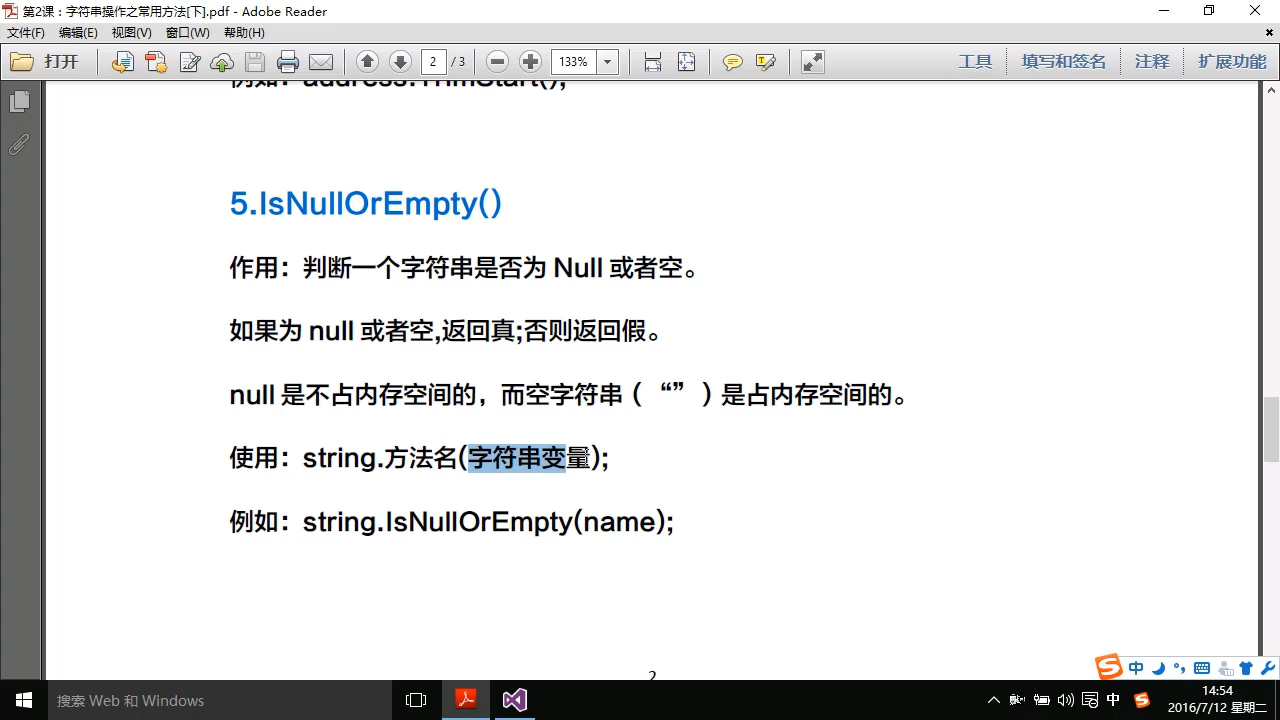 第2课：字符串操作之常用方法[下].pdf - Adobe Reader
文件(F) 编辑(E) 视图(V) 窗口(W) 帮助(H)
打开 2 / 3 133% 工具 填写和签名 注释 扩展功能
例如：address.TrimStart();
5.IsNullOrEmpty()
作用：判断一个字符串是否为 Null 或者空。
如果为 null 或者空,返回真;否则返回假。
null 是不占内存空间的，而空字符串（“”）是占内存空间的。
使用：string.方法名(字符串变量);
例如：string.IsNullOrEmpty(name);
2
中
搜索 Web 和 Windows
中
14:54
2016/7/12 星期二